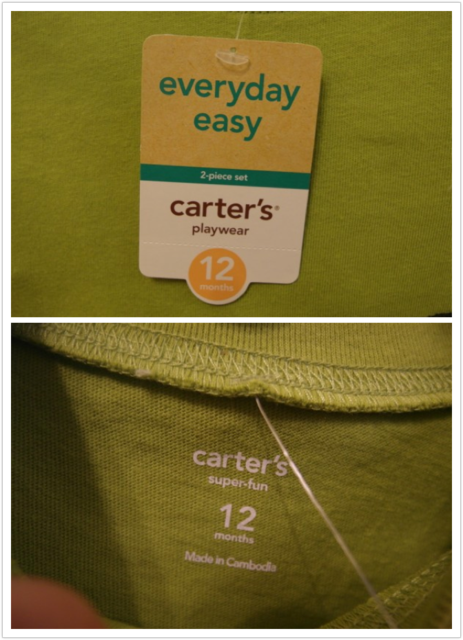 everyday
easy
2-piece set
carter's®
playwear
12
months
carter's
super-fun
12
months
Made in Cambodia